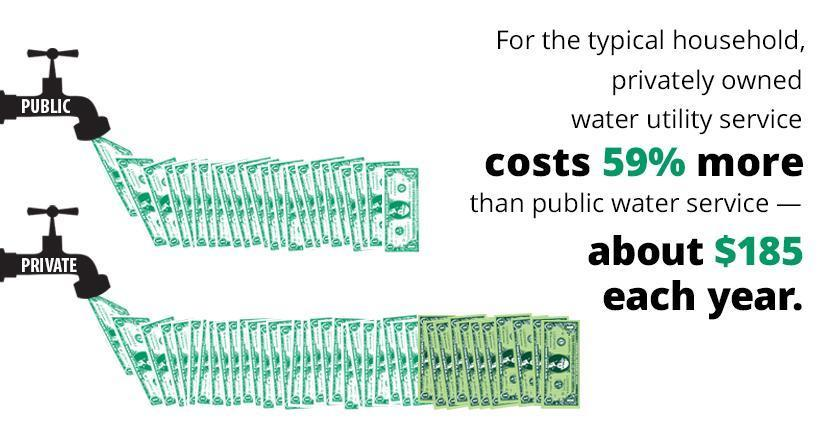 PUBLIC
PRIVATE
For the typical household,
privately owned
water utility service
costs 59% more
than public water service —
about $185
each year.